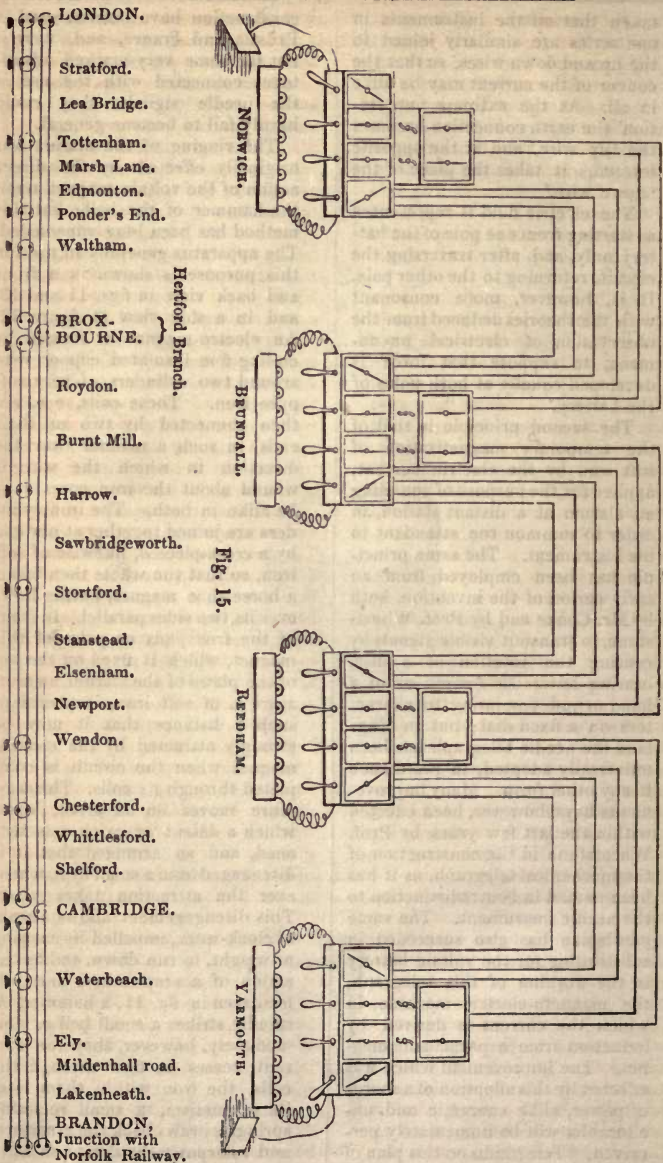 LONDON.
Stratford.
Lea Bridge.
Tottenham.
Marsh Lane.
Edmonton.
Ponder's End.
Waltham.
BROX-
BOURNE. }
Hertford Branch.
Roydon.
Burnt Mill.
Harrow.
Sawbridgeworth.
Stortford.
Stanstead.
Elsenham.
Newport.
Wendon.
Chesterford.
Whittlesford.
Shelford.
CAMBRIDGE.
Waterbeach.
Ely.
Mildenhall road.
Lakenheath.
BRANDON,
Junction with
Norfolk Railway.
Fig. 15.
NORWICH.
BRUNDALL.
REEDHAM.
YARMOUTH.